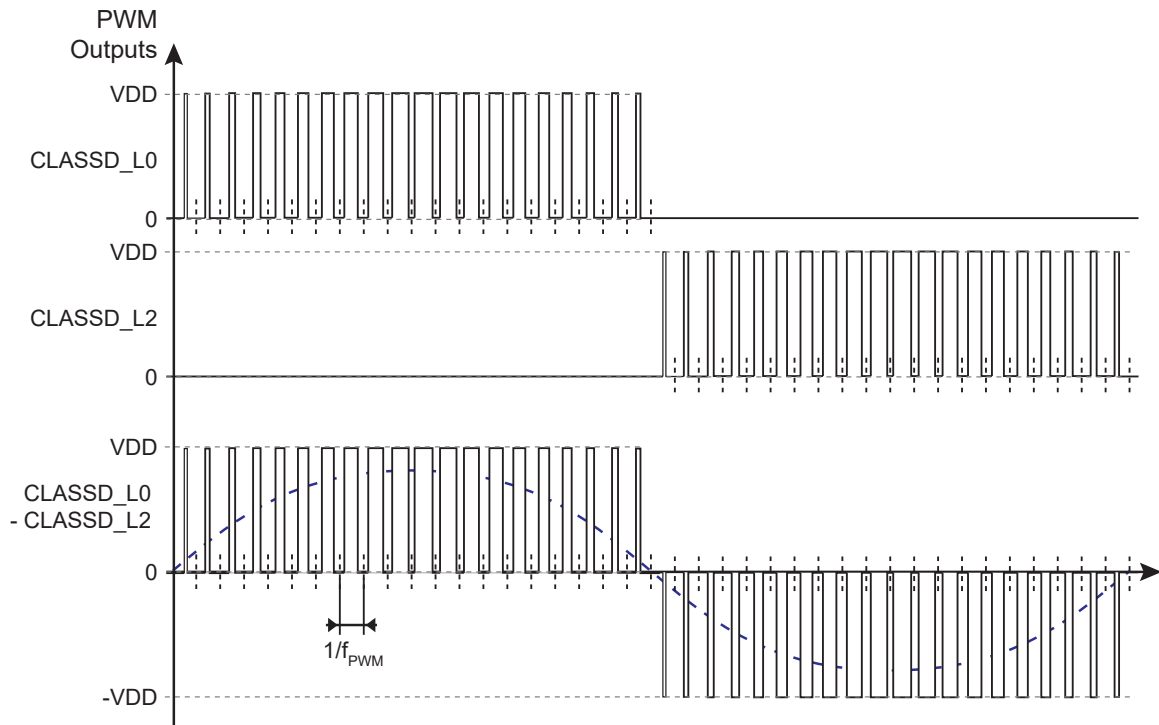 PWM
Outputs
VDD
CLASSD_L0
0
VDD
CLASSD_L2
0
VDD
CLASSD_L0
- CLASSD_L2
0
1/fPWM
-VDD